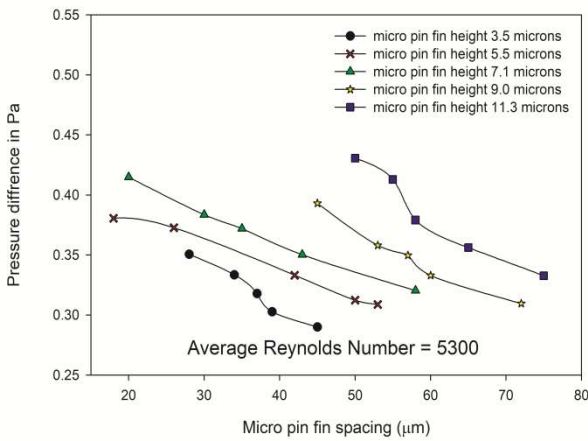 0.55
0.50
0.45
0.40
0.35
0.30
0.25
Pressure diffrence in Pa
micro pin fin height 3.5 microns
micro pin fin height 5.5 microns
micro pin fin height 7.1 microns
micro pin fin height 9.0 microns
micro pin fin height 11.3 microns
Average Reynolds Number = 5300
20 30 40 50 60 70 80
Micro pin fin spacing (μm)